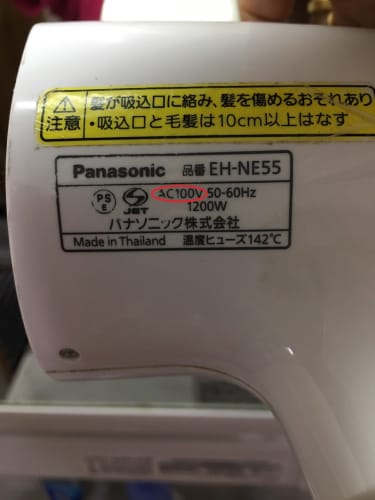 髪が吸込口に絡み、髪を傷めるおそれあり
注意 ・吸込口と毛髪は10cm以上はなす
Panasonic 品番 EH-NE55
PS E JET AC100V 50-60Hz
1200W
パナソニック株式会社
Made in Thailand 温度ヒューズ142℃